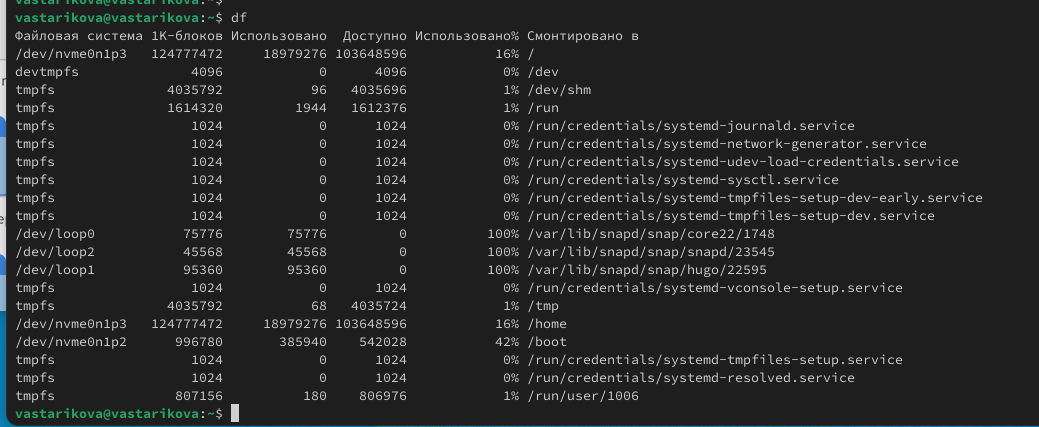 vastarikova@vastarikova:~$
vastarikova@vastarikova:~$ df
Файловая система 1K-блоков Использовано  Доступно Использовано% Смонтировано в
/dev/nvme0n1p3   124777472     18979276 103648596           16% /
devtmpfs              4096            0      4096            0% /dev
tmpfs              4035792           96   4035696            1% /dev/shm
tmpfs              1614320         1944   1612376            1% /run
tmpfs                 1024            0      1024            0% /run/credentials/systemd-journald.service
tmpfs                 1024            0      1024            0% /run/credentials/systemd-network-generator.service
tmpfs                 1024            0      1024            0% /run/credentials/systemd-udev-load-credentials.service
tmpfs                 1024            0      1024            0% /run/credentials/systemd-sysctl.service
tmpfs                 1024            0      1024            0% /run/credentials/systemd-tmpfiles-setup-dev-early.service
tmpfs                 1024            0      1024            0% /run/credentials/systemd-tmpfiles-setup-dev.service
/dev/loop0           75776        75776         0          100% /var/lib/snapd/snap/core22/1748
/dev/loop2           45568        45568         0          100% /var/lib/snapd/snap/snapd/23545
/dev/loop1           95360        95360         0          100% /var/lib/snapd/snap/hugo/22595
tmpfs                 1024            0      1024            0% /run/credentials/systemd-vconsole-setup.service
tmpfs              4035792           68   4035724            1% /tmp
/dev/nvme0n1p3   124777472     18979276 103648596           16% /home
/dev/nvme0n1p2      996780       385940    542028           42% /boot
tmpfs                 1024            0      1024            0% /run/credentials/systemd-tmpfiles-setup.service
tmpfs                 1024            0      1024            0% /run/credentials/systemd-resolved.service
tmpfs               807156          180    806976            1% /run/user/1006
vastarikova@vastarikova:~$